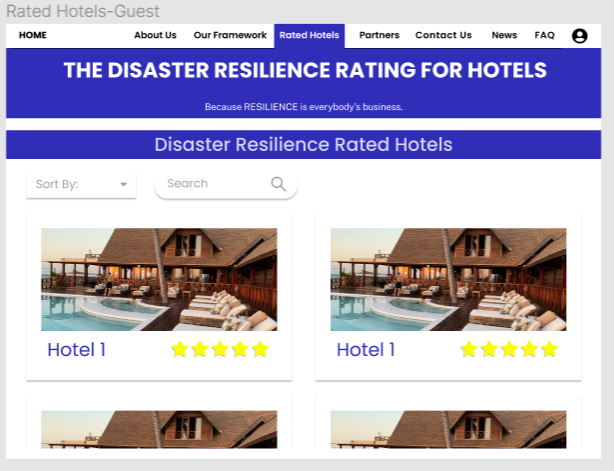 Rated Hotels-Guest
HOME About Us Our Framework Rated Hotels Partners Contact Us News FAQ
THE DISASTER RESILIENCE RATING FOR HOTELS
Because RESILIENCE is everybody's business.
Disaster Resilience Rated Hotels
Sort By: Search
Hotel 1 Hotel 1